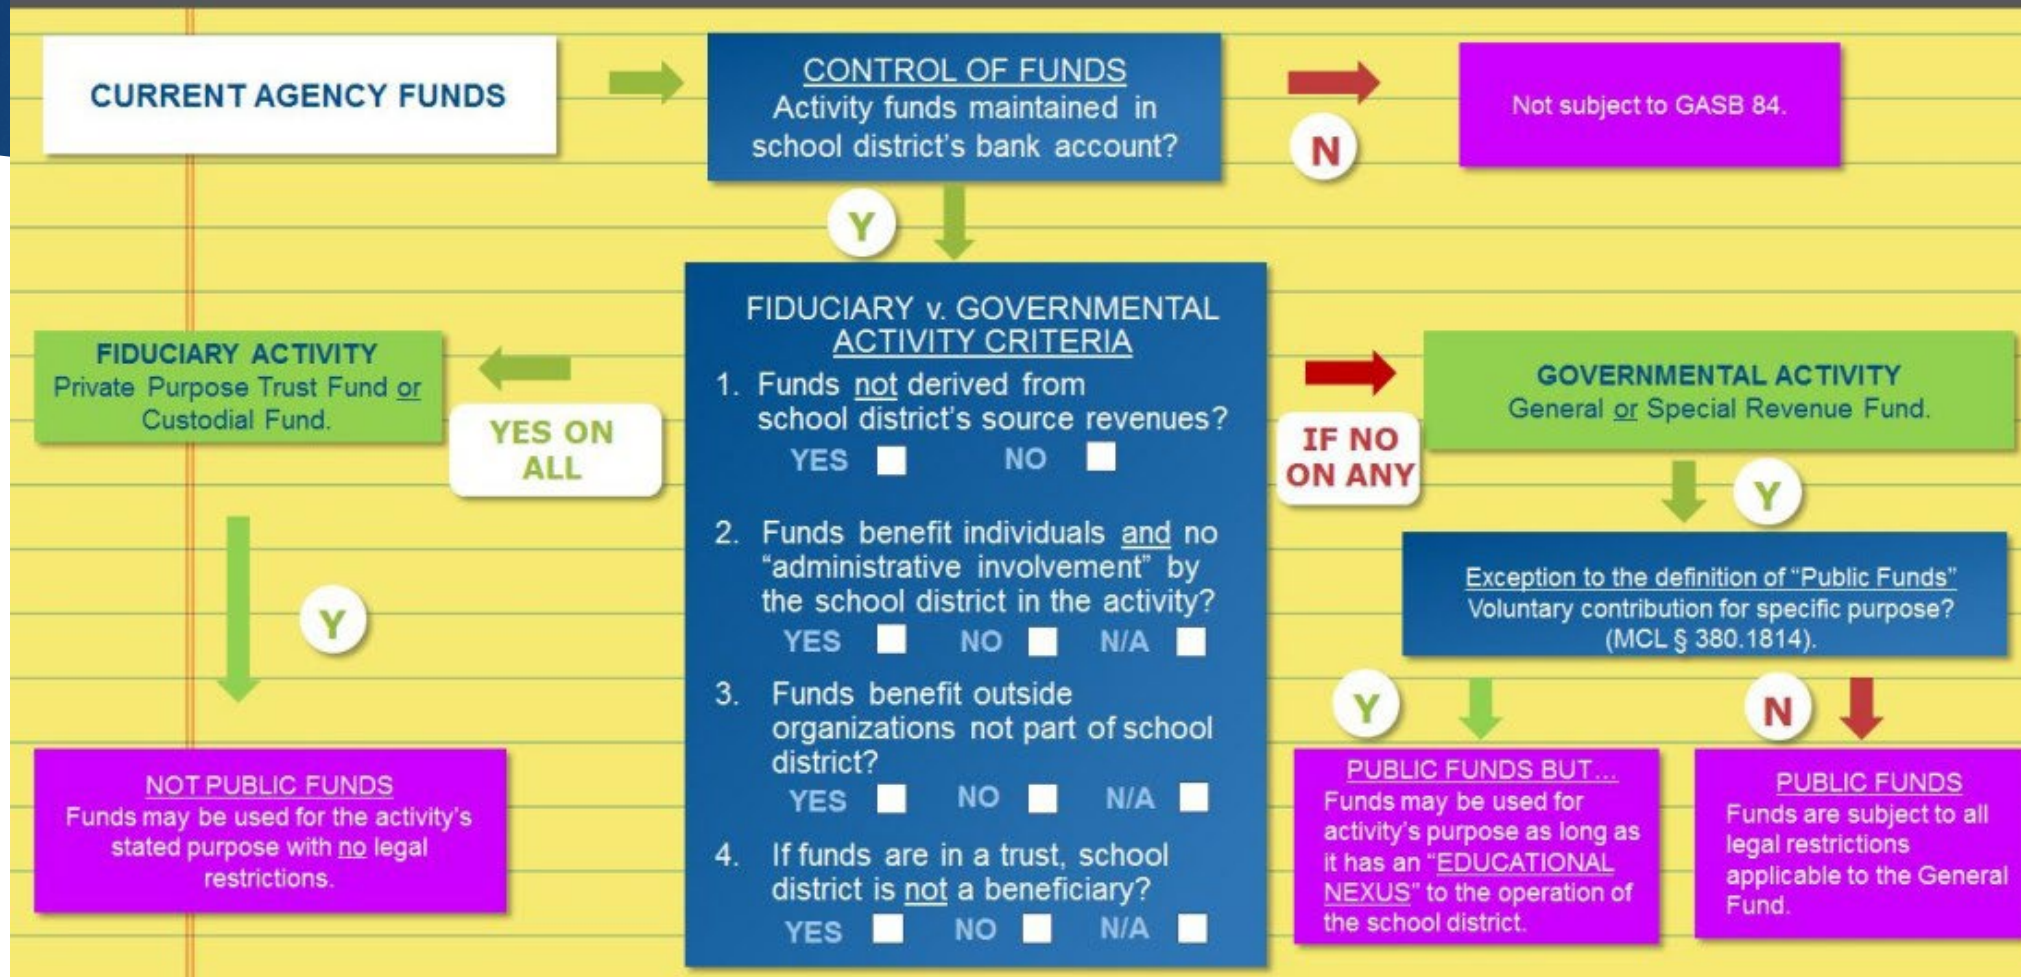 CURRENT AGENCY FUNDS
CONTROL OF FUNDS
Activity funds maintained in
school district's bank account?
N
Not subject to GASB 84.
Y
FIDUCIARY v. GOVERNMENTAL
ACTIVITY CRITERIA
1. Funds not derived from
school district's source revenues?
YES NO
2. Funds benefit individuals and no
“administrative involvement” by
the school district in the activity?
YES NO N/A
3. Funds benefit outside
organizations not part of school
district?
YES NO N/A
4. If funds are in a trust, school
district is not a beneficiary?
YES NO N/A
YES ON
ALL
FIDUCIARY ACTIVITY
Private Purpose Trust Fund or
Custodial Fund.
Y
NOT PUBLIC FUNDS
Funds may be used for the activity's
stated purpose with no legal
restrictions.
IF NO
ON ANY
GOVERNMENTAL ACTIVITY
General or Special Revenue Fund.
Y
Exception to the definition of “Public Funds”
Voluntary contribution for specific purpose?
(MCL § 380.1814).
Y
PUBLIC FUNDS BUT…
Funds may be used for
activity's purpose as long as
it has an “EDUCATIONAL
NEXUS” to the operation of
the school district.
N
PUBLIC FUNDS
Funds are subject to all
legal restrictions
applicable to the General
Fund.